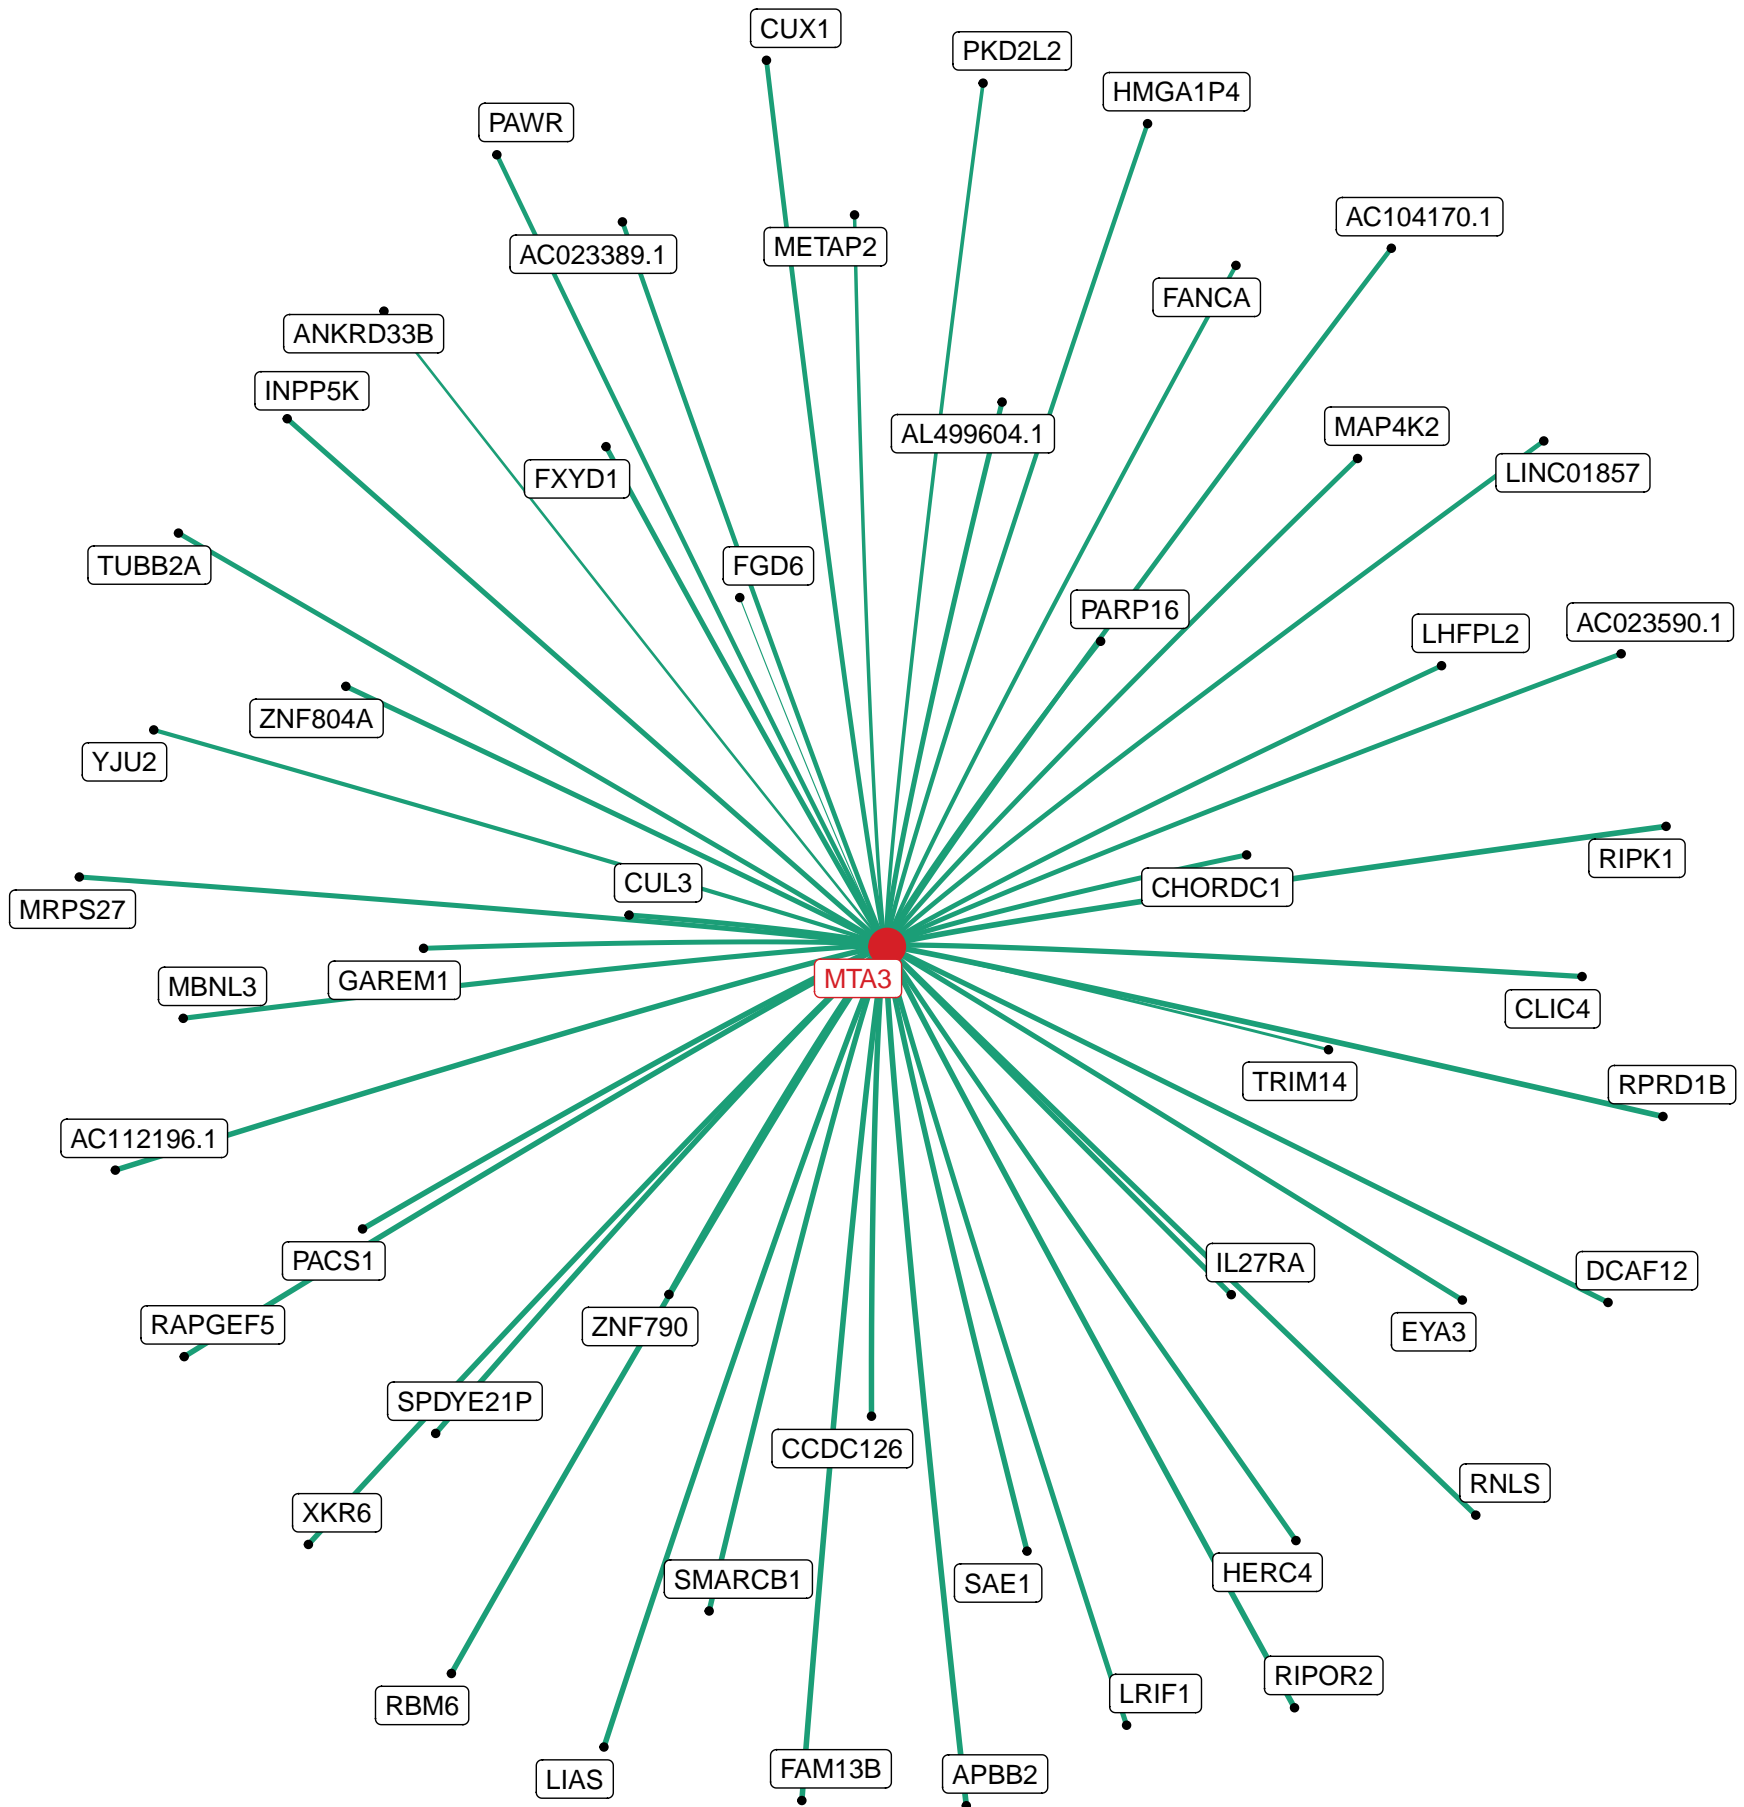 CUX1
PKD2L2
HMGA1P4
PAWR
AC104170.1
METAP2
AC023389.1
FANCA
ANKRD33B
INPP5K
MAP4K2
AL499604.1
LINC01857
FXYD1
TUBB2A
FGD6
PARP16
AC023590.1
LHFPL2
ZNF804A
YJU2
RIPK1
CUL3
CHORDC1
MRPS27
MTA3
GAREM1
MBNL3
CLIC4
TRIM14
RPRD1B
AC112196.1
PACS1
IL27RA
DCAF12
RAPGEF5
ZNF790
EYA3
SPDYE21P
CCDC126
RNLS
XKR6
HERC4
SMARCB1
SAE1
RIPOR2
LRIF1
RBM6
FAM13B
APBB2
LIAS